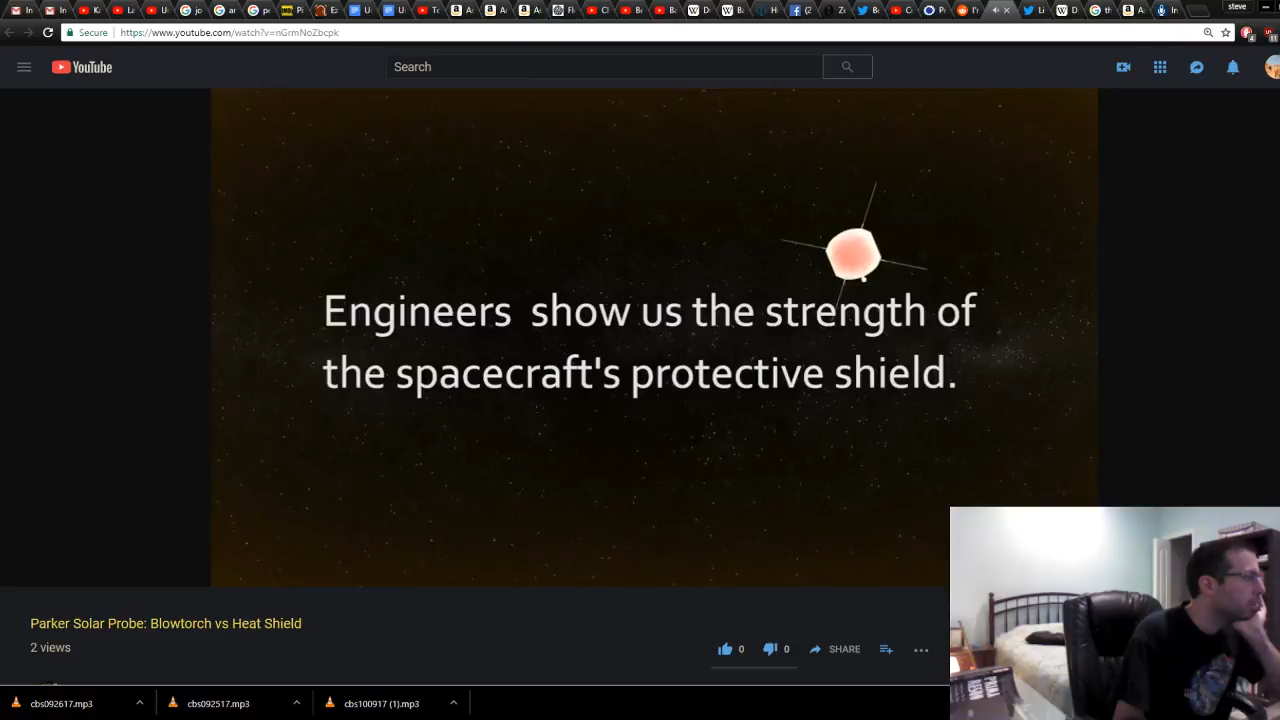 steve
Secure
https://www.youtube.com/watch?v=nGrmNoZbcpk
YouTube
Search
Engineers show us the strength of
the spacecraft's protective shield.
Parker Solar Probe: Blowtorch vs Heat Shield
2 views
0
0
SHARE
cbs092617.mp3
cbs092517.mp3
cbs100917 (1).mp3